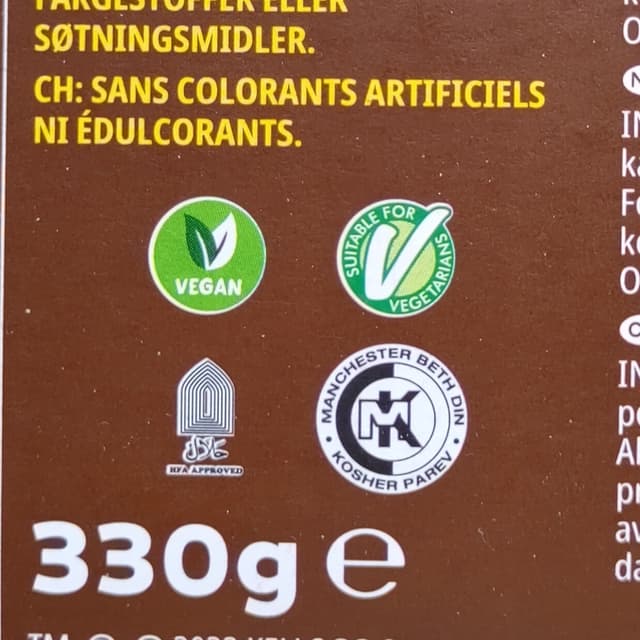 SØTNINGSMIDLER.
CH: SANS COLORANTS ARTIFICIELS
NI ÉDULCORANTS.
VEGAN
SUITABLE FOR VEGETARIANS
HFA APPROVED
MANCHESTER BETH DIN
MK
· KOSHER PAREV ·
330g e